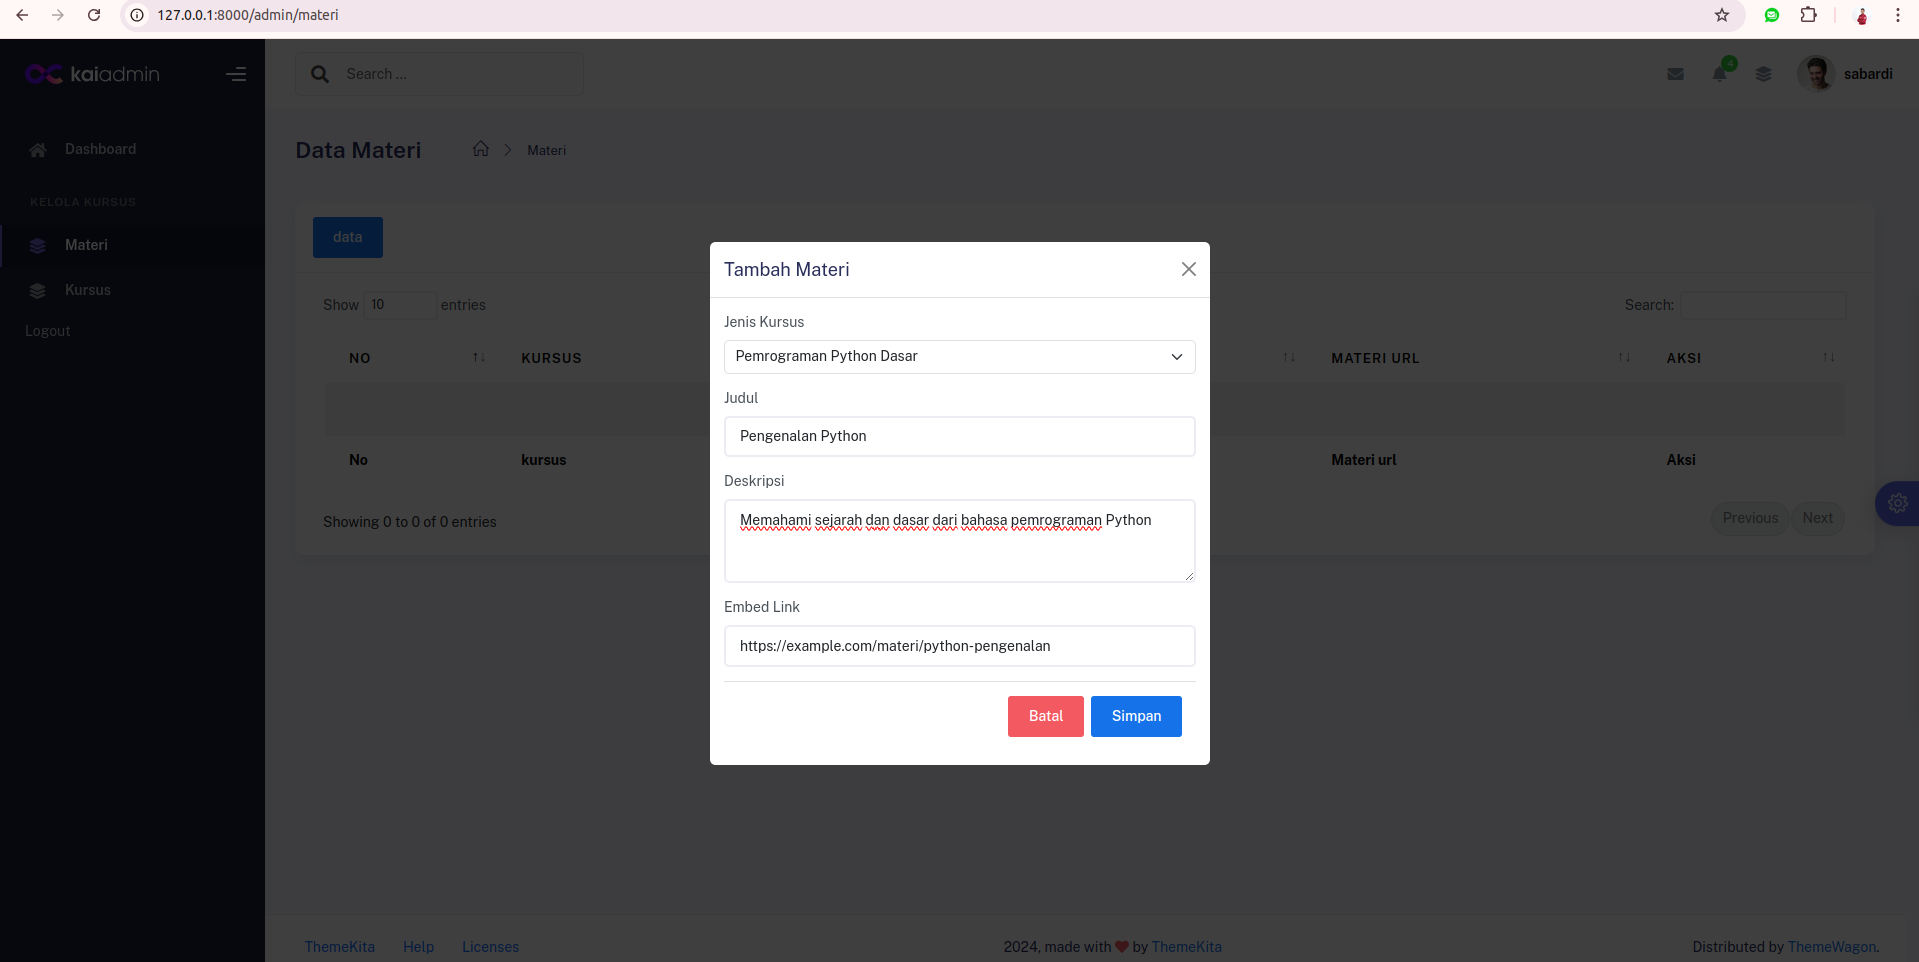 127.0.0.1:8000/admin/materi
kaiadmin
Search ...
4
sabardi
Dashboard
KELOLA KURSUS
Materi
Kursus
Logout
Data Materi
Materi
data
Show 10 entries
Search:
NO
KURSUS
MATERI URL
AKSI
No
kursus
Materi url
Aksi
Showing 0 to 0 of 0 entries
Previous
Next
Tambah Materi
Jenis Kursus
Pemrograman Python Dasar
Judul
Pengenalan Python
Deskripsi
Memahami sejarah dan dasar dari bahasa pemrograman Python
Embed Link
https://example.com/materi/python-pengenalan
Batal
Simpan
ThemeKita
Help
Licenses
2024, made with by ThemeKita
Distributed by ThemeWagon.